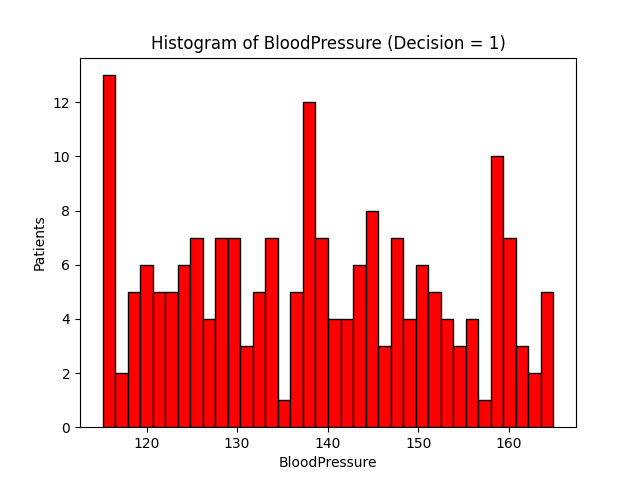 Histogram of BloodPressure (Decision = 1)
12
10
8
6
4
2
0
Patients
120 130 140 150 160
BloodPressure